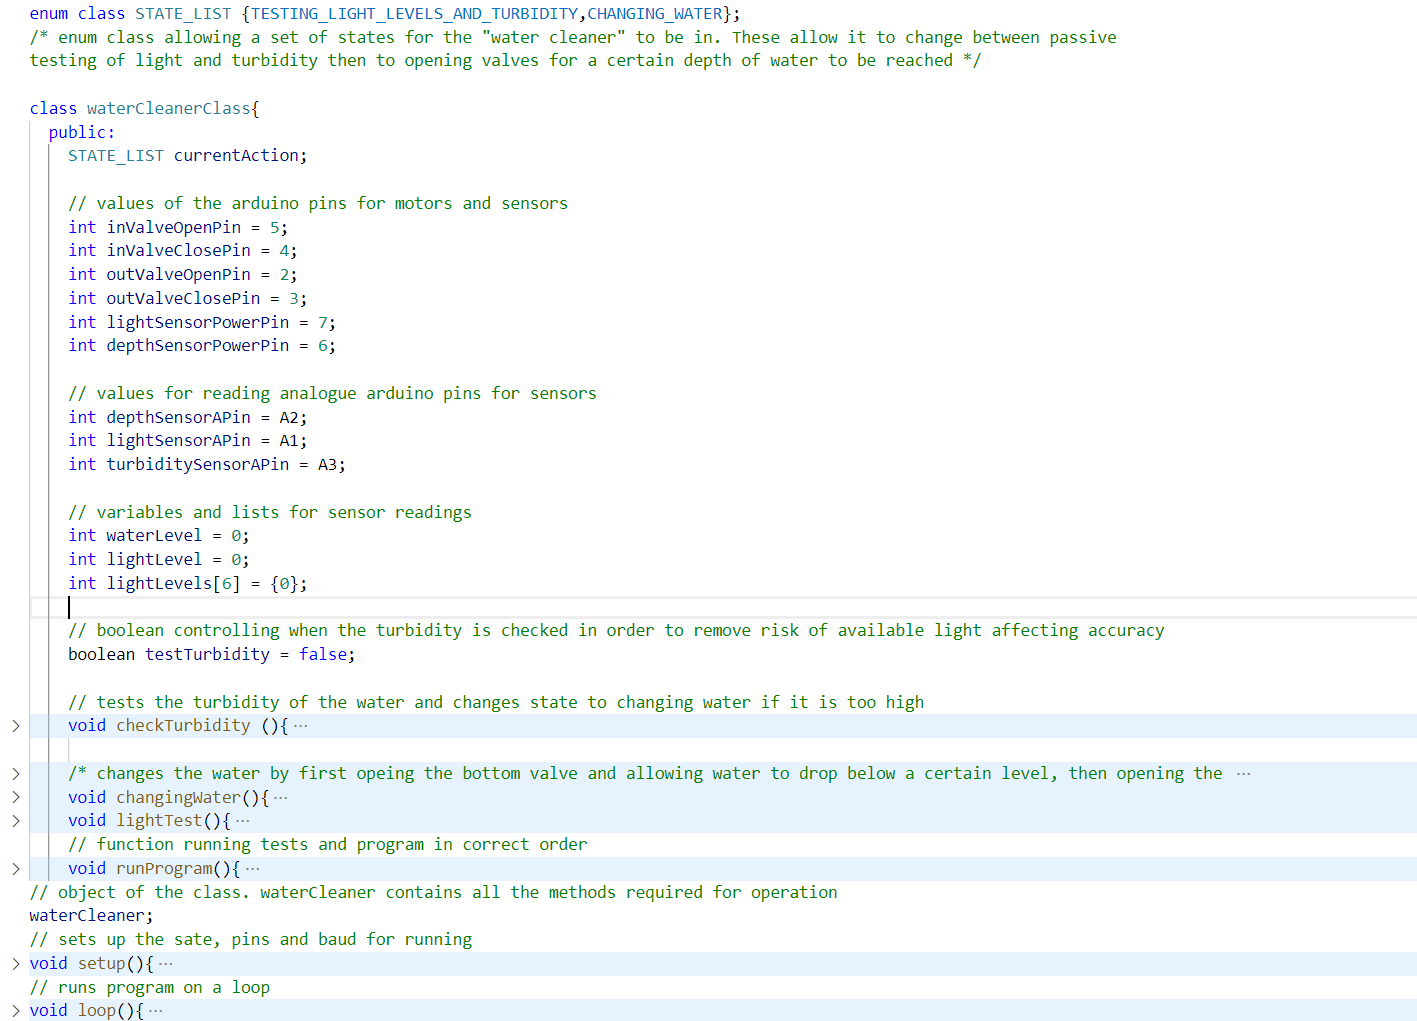 enum class STATE_LIST {TESTING_LIGHT_LEVELS_AND_TURBIDITY,CHANGING_WATER};
/* enum class allowing a set of states for the "water cleaner" to be in. These allow it to change between passive
testing of light and turbidity then to opening valves for a certain depth of water to be reached */
class waterCleanerClass{
public:
STATE_LIST currentAction;
// values of the arduino pins for motors and sensors
int inValveOpenPin = 5;
int inValveClosePin = 4;
int outValveOpenPin = 2;
int outValveClosePin = 3;
int lightSensorPowerPin = 7;
int depthSensorPowerPin = 6;
// values for reading analogue arduino pins for sensors
int depthSensorAPin = A2;
int lightSensorAPin = A1;
int turbiditySensorAPin = A3;
// variables and lists for sensor readings
int waterLevel = 0;
int lightLevel = 0;
int lightLevels[6] = {0};
// boolean controlling when the turbidity is checked in order to remove risk of available light affecting accuracy
boolean testTurbidity = false;
// tests the turbidity of the water and changes state to changing water if it is too high
void checkTurbidity (){ ···
/* changes the water by first opeing the bottom valve and allowing water to drop below a certain level, then opening the ···
void changingWater(){ ···
void lightTest(){ ···
// function running tests and program in correct order
void runProgram(){ ···
// object of the class. waterCleaner contains all the methods required for operation
waterCleaner;
// sets up the sate, pins and baud for running
void setup(){ ···
// runs program on a loop
void loop(){ ···